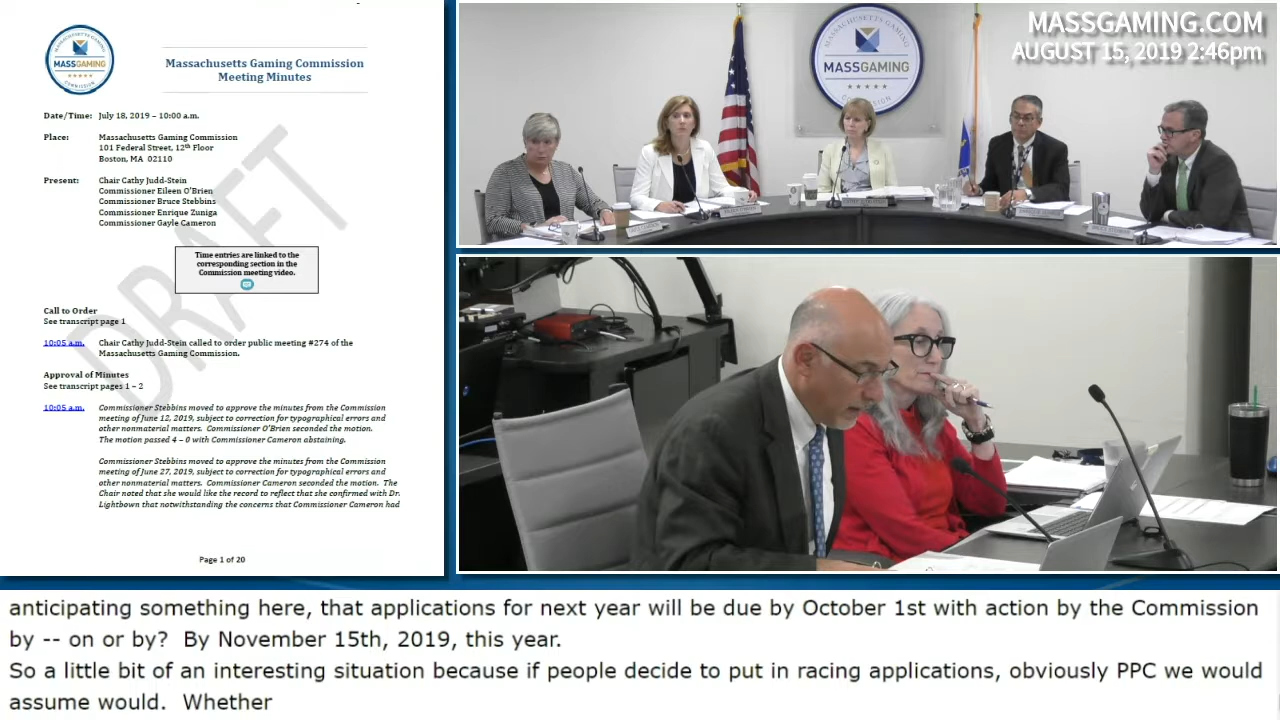 MASSGAMING
Massachusetts Gaming Commission
Meeting Minutes
Date/Time: July 18, 2019 – 10:00 a.m.
Place: Massachusetts Gaming Commission
101 Federal Street, 12th Floor
Boston, MA 02110
Present: Chair Cathy Judd-Stein
Commissioner Eileen O'Brien
Commissioner Bruce Stebbins
Commissioner Enrique Zuniga
Commissioner Gayle Cameron
Time entries are linked to the
corresponding section in the
Commission meeting video.
DRAFT
Call to Order
See transcript page 1
10:05 a.m. Chair Cathy Judd-Stein called to order public meeting #274 of the
Massachusetts Gaming Commission.
Approval of Minutes
See transcript pages 1 – 2
10:05 a.m. Commissioner Stebbins moved to approve the minutes from the Commission
meeting of June 12, 2019, subject to correction for typographical errors and
other nonmaterial matters. Commissioner O'Brien seconded the motion.
The motion passed 4 – 0 with Commissioner Cameron abstaining.
Commissioner Stebbins moved to approve the minutes from the Commission
meeting of June 27, 2019, subject to correction for typographical errors and
other nonmaterial matters. Commissioner Cameron seconded the motion. The
Chair noted that she would like the record to reflect that she confirmed with Dr.
Lightbown that notwithstanding the concerns that Commissioner Cameron had
Page 1 of 20
MASSACHUSETTS GAMING
MASSGAMING
COMMISSION
MASSGAMING.COM
AUGUST 15, 2019 2:46pm
anticipating something here, that applications for next year will be due by October 1st with action by the Commission
by -- on or by? By November 15th, 2019, this year.
So a little bit of an interesting situation because if people decide to put in racing applications, obviously PPC we would
assume would. Whether